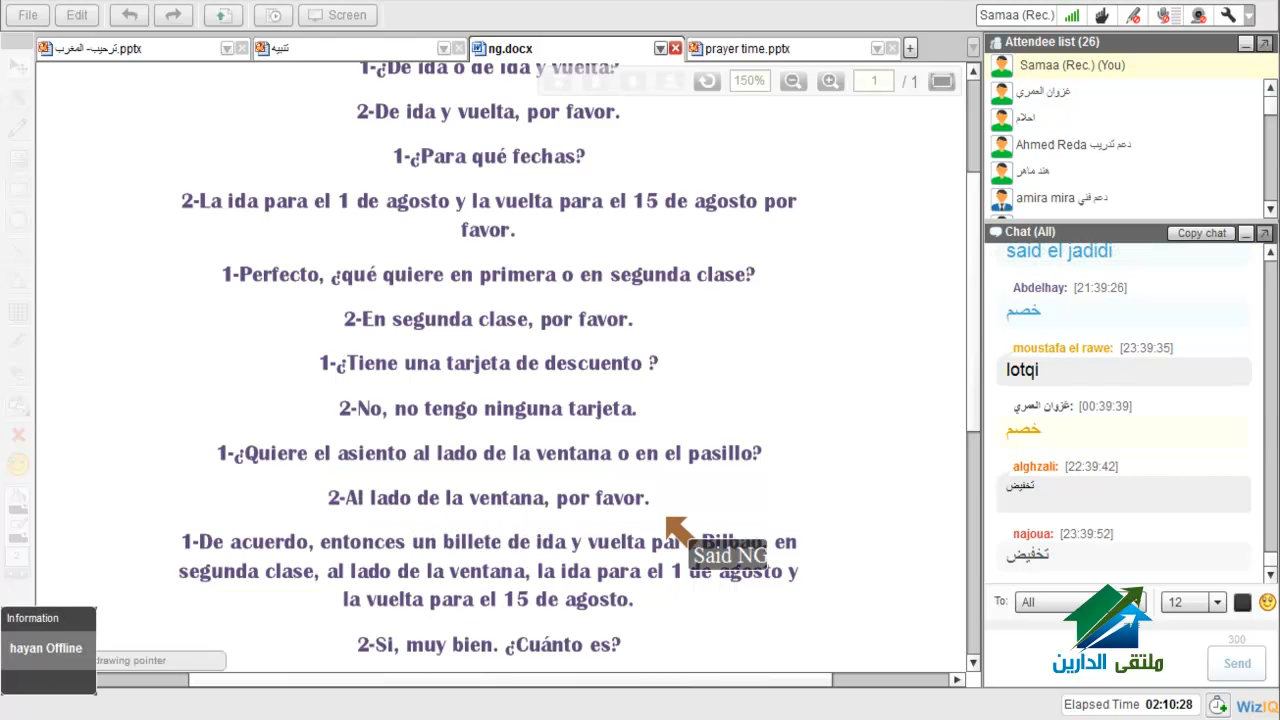 File
Edit
Screen
Samaa (Rec.)
ترحيب- المغرب.pptx
تنبيه
ng.docx
prayer time.pptx
150%
1
/ 1
1-¿De ida o de ida y vuelta?
2-De ida y vuelta, por favor.
1-¿Para qué fechas?
2-La ida para el 1 de agosto y la vuelta para el 15 de agosto por
favor.
1-Perfecto, ¿qué quiere en primera o en segunda clase?
2-En segunda clase, por favor.
1-¿Tiene una tarjeta de descuento ?
2-No, no tengo ninguna tarjeta.
1-¿Quiere el asiento al lado de la ventana o en el pasillo?
2-Al lado de la ventana, por favor.
1-De acuerdo, entonces un billete de ida y vuelta para Bilbao, en
segunda clase, al lado de la ventana, la ida para el 1 de agosto y
la vuelta para el 15 de agosto.
2-Si, muy bien. ¿Cuánto es?
Said NG
Information
hayan Offline
drawing pointer
2
Attendee list (26)
Samaa (Rec.) (You)
غزوان العمري
احلام
Ahmed Reda دعم تدريب
هند ماهر
amira mira دعم فني
Chat (All)
Copy chat
said el jadidi
Abdelhay: [21:39:26]
خصم
moustafa el rawe: [23:39:35]
lotqi
غزوان العمري: [00:39:39]
خصم
alghzali: [22:39:42]
تخفيض
najoua: [23:39:52]
تخفيض
To:
All
12
300
Send
ملتقى الدارين
Elapsed Time 02:10:28
WizIQ